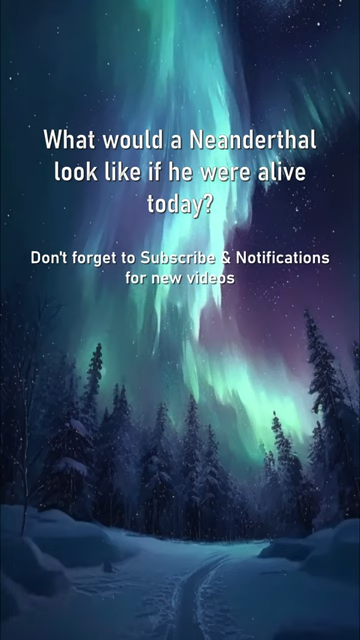 What would a Neanderthal
look like if he were alive
today?
Don't forget to Subscribe & Notifications
for new videos